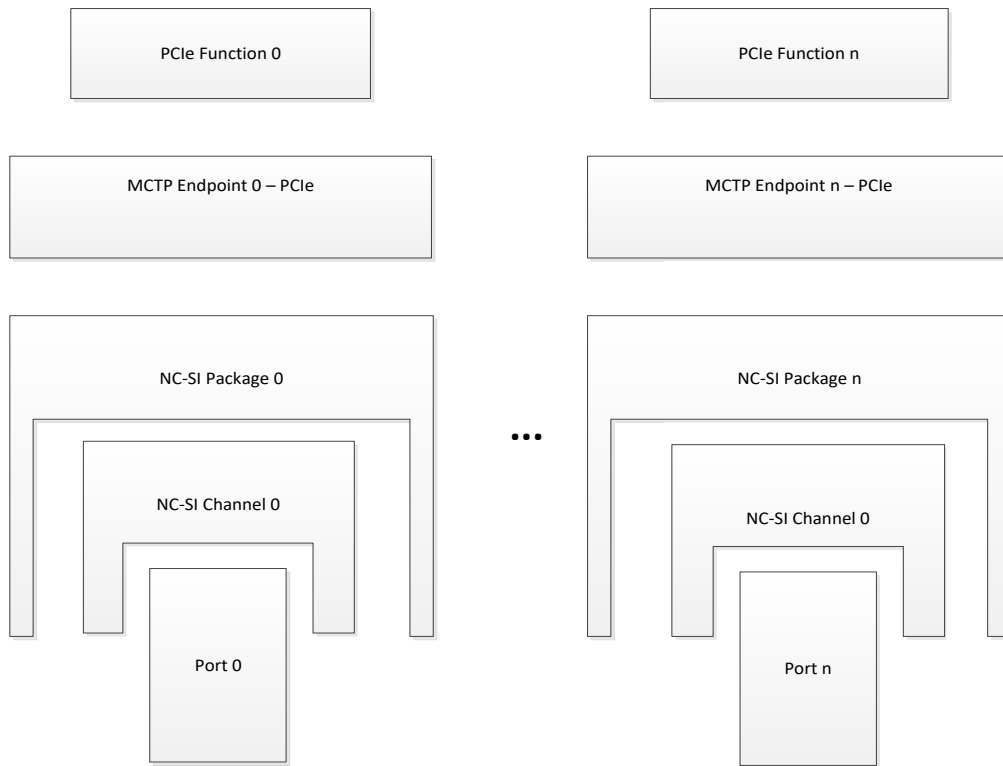 PCIe Function 0
PCIe Function n
MCTP Endpoint 0 – PCIe
MCTP Endpoint n – PCIe
NC-SI Package 0
NC-SI Package n
...
NC-SI Channel 0
NC-SI Channel 0
Port 0
Port n